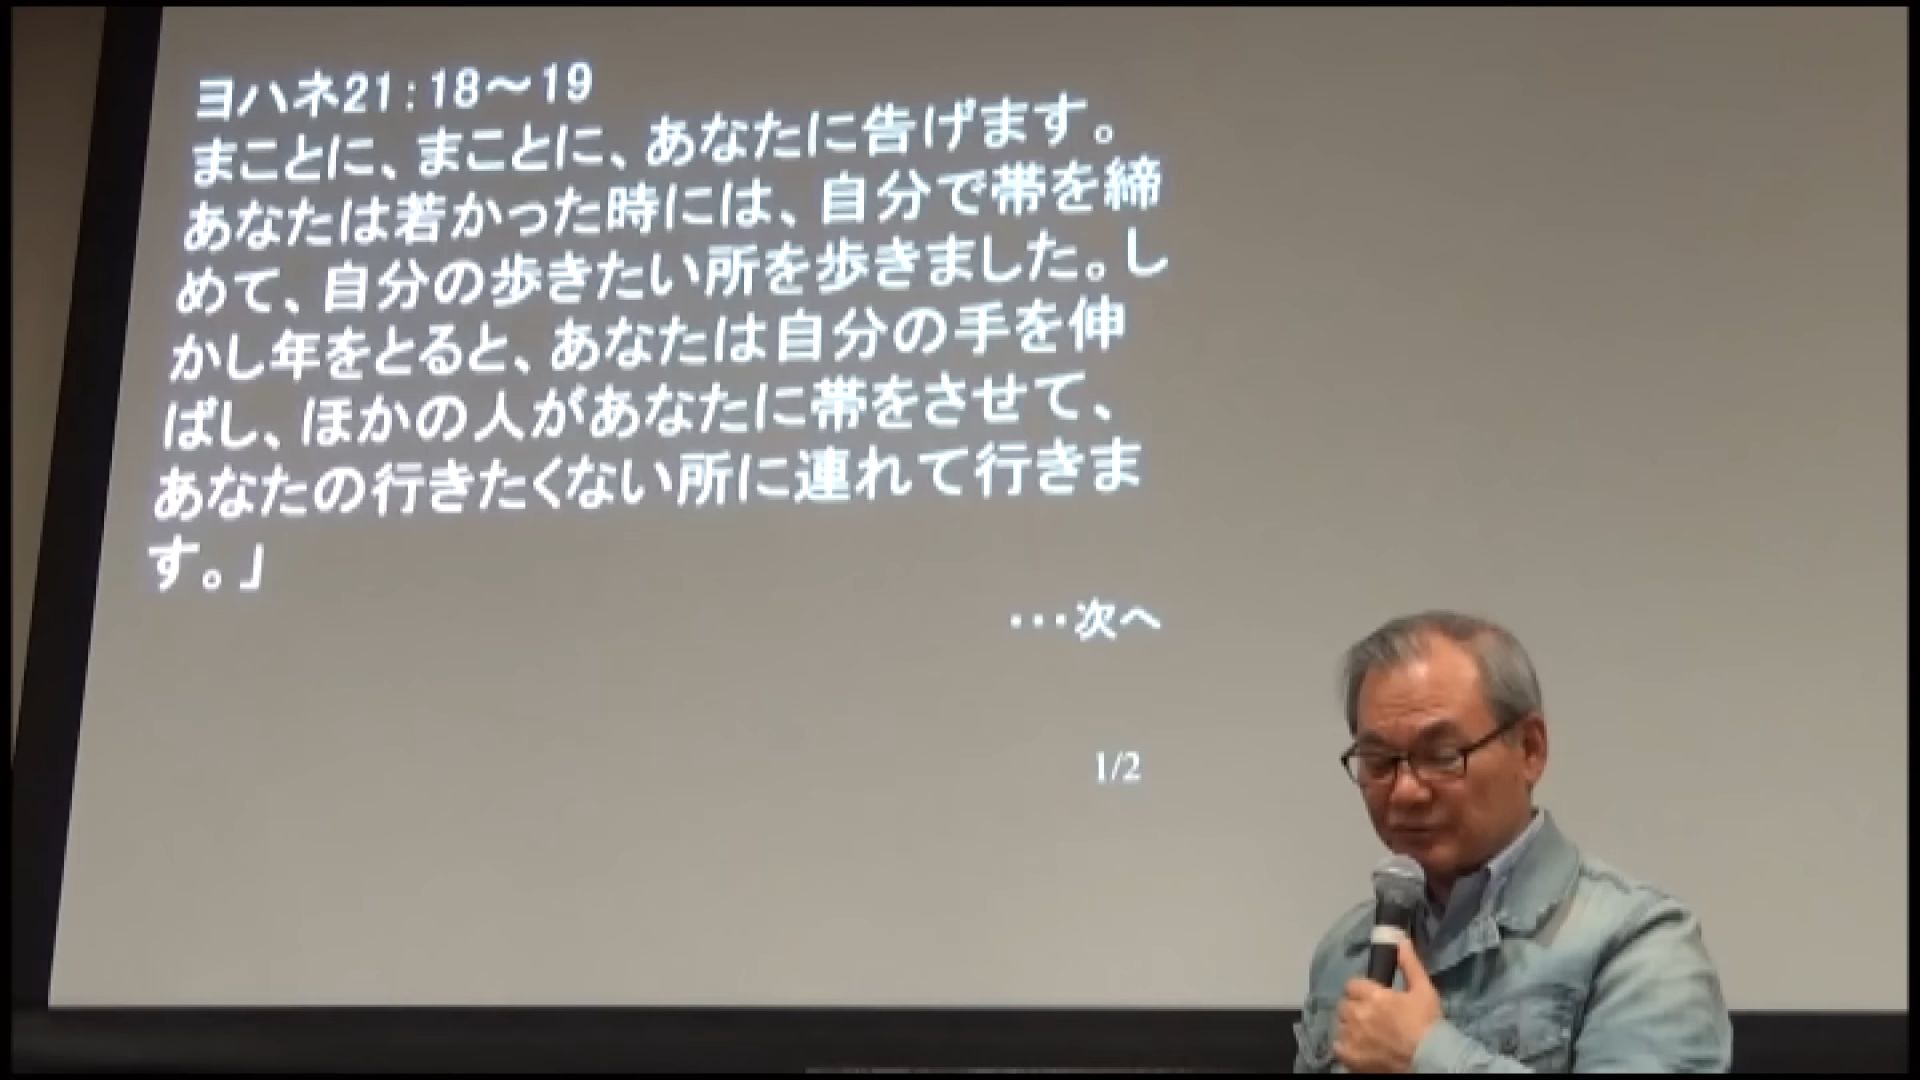 ヨハネ21:18~19
まことに、まことに、あなたに告げます。
あなたは若かった時には、自分で帯を締
めて、自分の歩きたい所を歩きました。し
かし年をとると、あなたは自分の手を伸
ばし、ほかの人があなたに帯をさせて、
あなたの行きたくない所に連れて行きま
す。」
・・・次へ
1/2